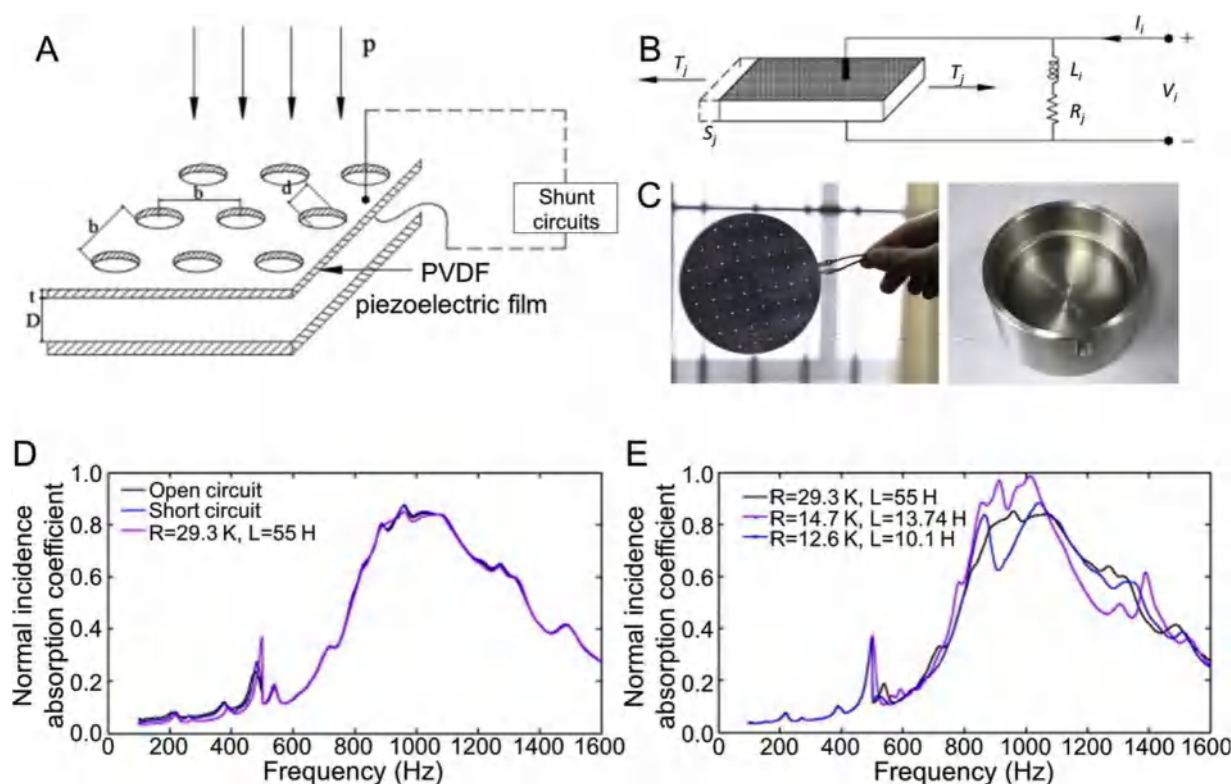 A
p
b
d
b
Shunt
circuits
PVDF
piezoelectric film
t
D
B
I_i
+
T_j
T_j
L_i
R_j
V_i
S_j
−
C
D
Normal incidence
absorption coefficient
1.0
0.8
0.6
0.4
0.2
0.0
Open circuit
Short circuit
R=29.3 K, L=55 H
0 200 400 600 800 1000 1200 1400 1600
Frequency (Hz)
E
Normal incidence
absorption coefficient
1.0
0.8
0.6
0.4
0.2
0.0
R=29.3 K, L=55 H
R=14.7 K, L=13.74 H
R=12.6 K, L=10.1 H
0 200 400 600 800 1000 1200 1400 1600
Frequency (Hz)